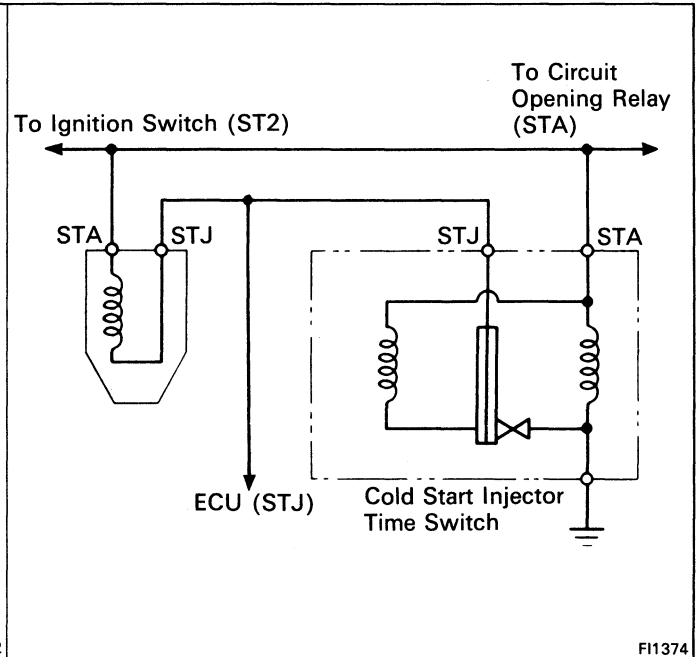 To Circuit
Opening Relay
(STA)
To Ignition Switch (ST2)
STA
STJ
STJ
STA
ECU (STJ)
Cold Start Injector
Time Switch
FI1374